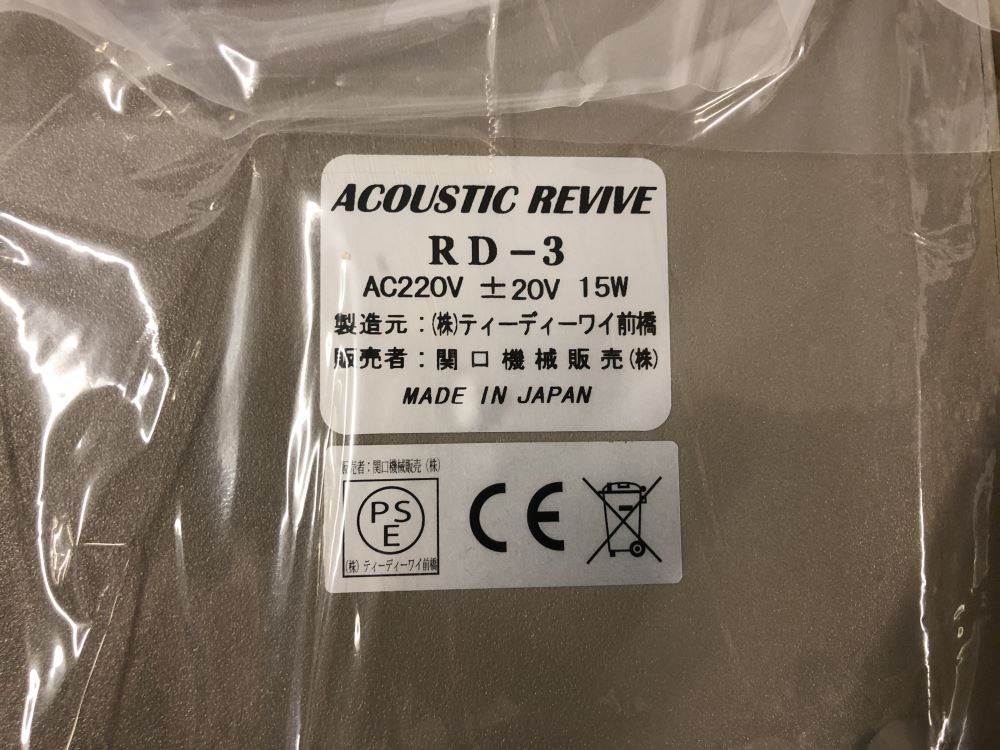 ACOUSTIC REVIVE
RD-3
AC220V ±20V 15W
製造元：(株)ティーディーワイ前橋
販売者：関口機械販売(株)
MADE IN JAPAN
販売者：関口機械販売（株）
PS
E
（株）ティーディーワイ前橋
CE